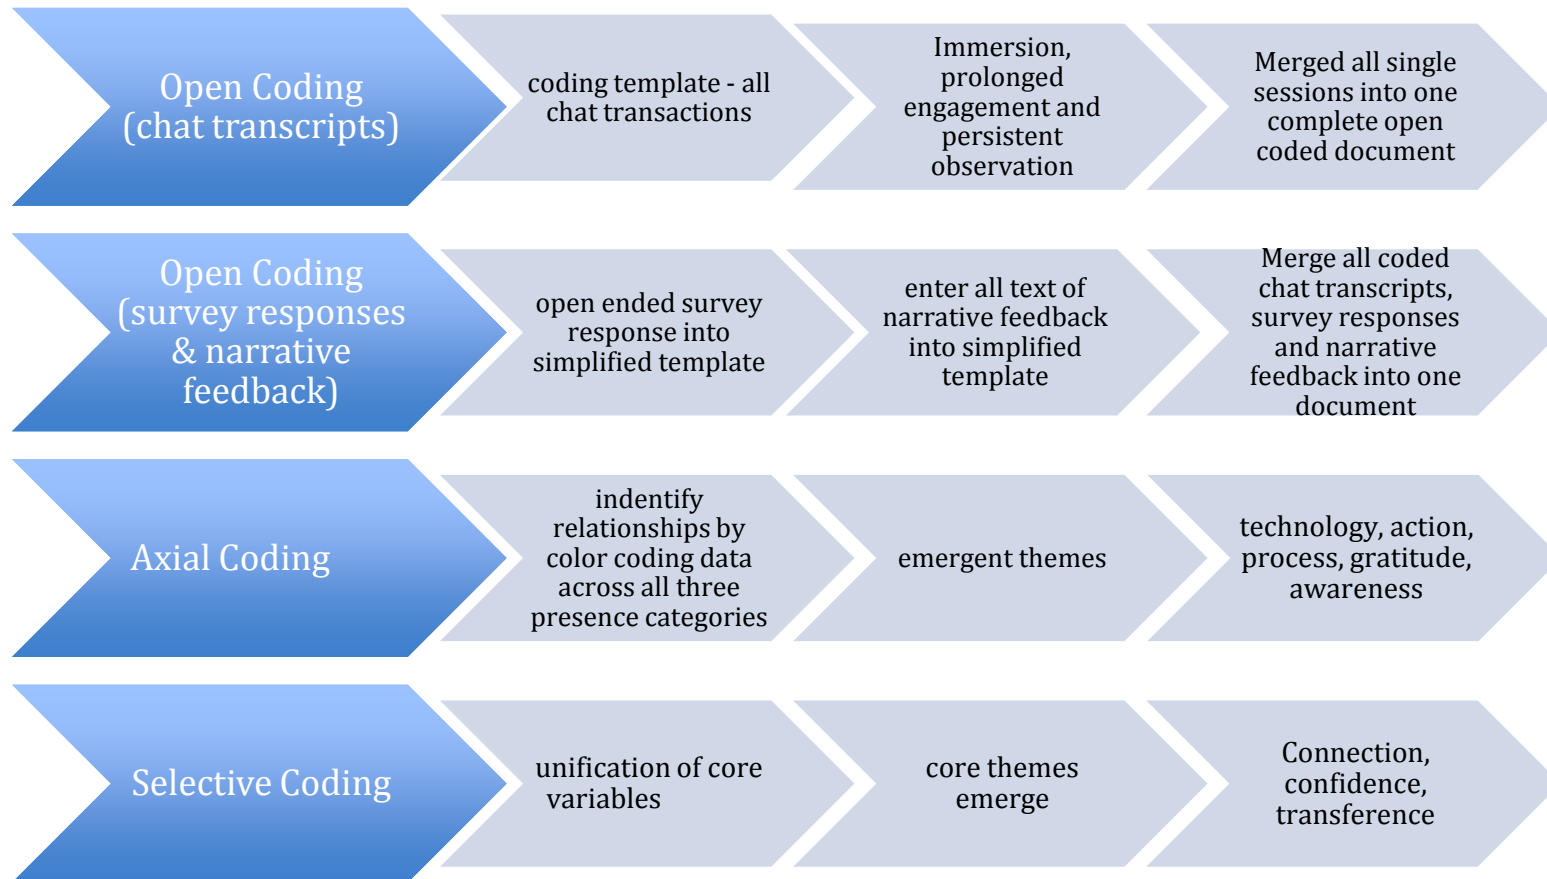 Open Coding
(chat transcripts)
coding template - all
chat transactions
Immersion,
prolonged
engagement and
persistent
observation
Merged all single
sessions into one
complete open
coded document
Open Coding
(survey responses
& narrative
feedback)
open ended survey
response into
simplified template
enter all text of
narrative feedback
into simplified
template
Merge all coded
chat transcripts,
survey responses
and narrative
feedback into one
document
Axial Coding
indentify
relationships by
color coding data
across all three
presence categories
emergent themes
technology, action,
process, gratitude,
awareness
Selective Coding
unification of core
variables
core themes
emerge
Connection,
confidence,
transference